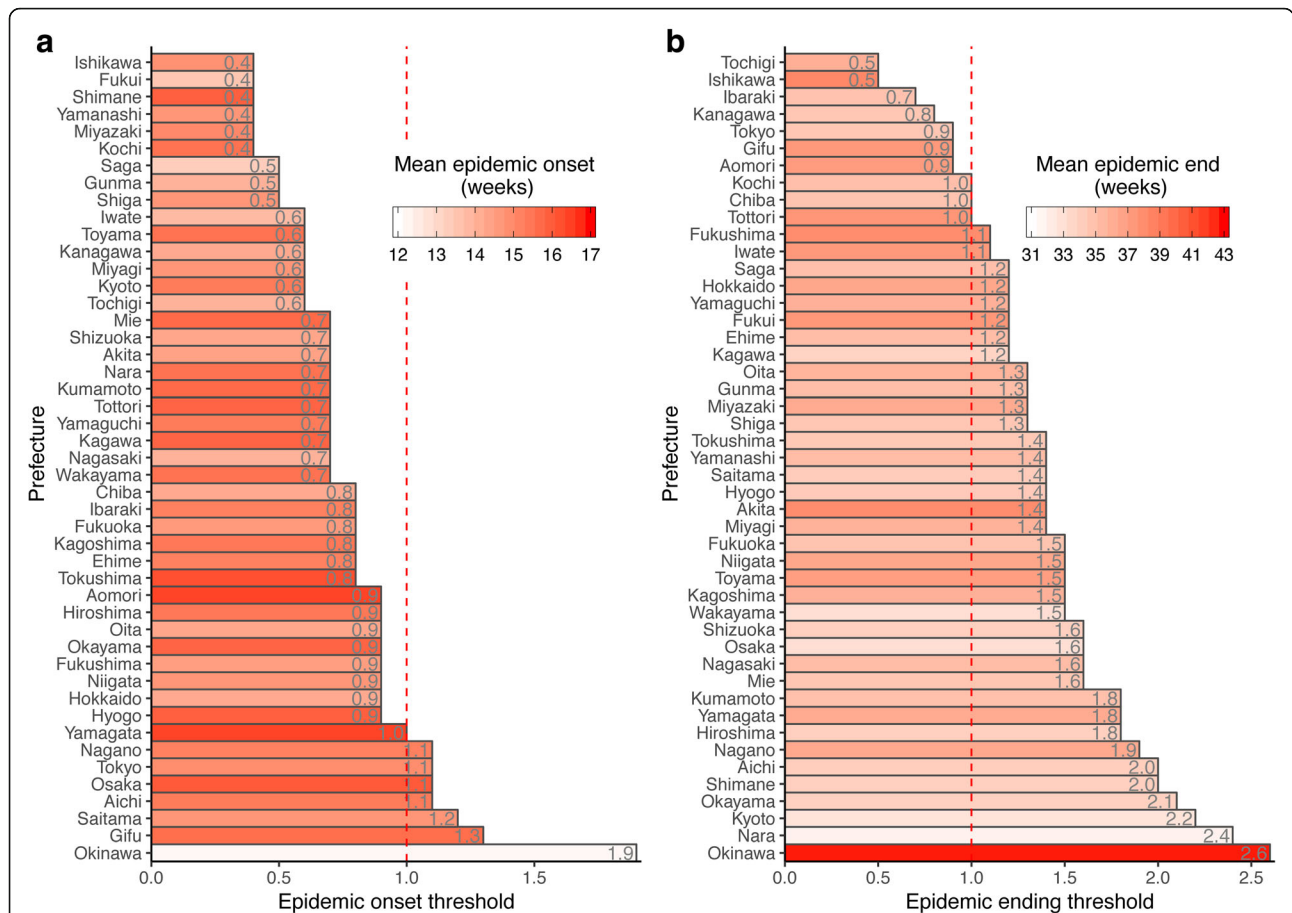 a
Ishikawa 0.4
Fukui 0.4
Shimane 0.4
Yamanashi 0.4
Miyazaki 0.4
Kochi 0.4
Saga 0.5
Gunma 0.5
Shiga 0.5
Iwate 0.6
Toyama 0.6
Kanagawa 0.6
Miyagi 0.6
Kyoto 0.6
Tochigi 0.6
Mie 0.7
Shizuoka 0.7
Akita 0.7
Nara 0.7
Kumamoto 0.7
Tottori 0.7
Yamaguchi 0.7
Kagawa 0.7
Nagasaki 0.7
Wakayama 0.7
Chiba 0.8
Ibaraki 0.8
Fukuoka 0.8
Kagoshima 0.8
Ehime 0.8
Tokushima 0.8
Aomori 0.9
Hiroshima 0.9
Oita 0.9
Okayama 0.9
Fukushima 0.9
Niigata 0.9
Hokkaido 0.9
Hyogo 0.9
Yamagata 1.0
Nagano 1.1
Tokyo 1.1
Osaka 1.1
Aichi 1.1
Saitama 1.2
Gifu 1.3
Okinawa 1.9
Prefecture
Mean epidemic onset
(weeks)
12 13 14 15 16 17
0.0 0.5 1.0 1.5
Epidemic onset threshold
b
Tochigi 0.5
Ishikawa 0.5
Ibaraki 0.7
Kanagawa 0.8
Tokyo 0.9
Gifu 0.9
Aomori 0.9
Kochi 1.0
Chiba 1.0
Tottori 1.0
Fukushima 1.1
Iwate 1.1
Saga 1.2
Hokkaido 1.2
Yamaguchi 1.2
Fukui 1.2
Ehime 1.2
Kagawa 1.2
Oita 1.3
Gunma 1.3
Miyazaki 1.3
Shiga 1.3
Tokushima 1.4
Yamanashi 1.4
Saitama 1.4
Hyogo 1.4
Akita 1.4
Miyagi 1.4
Fukuoka 1.5
Niigata 1.5
Toyama 1.5
Kagoshima 1.5
Wakayama 1.5
Shizuoka 1.6
Osaka 1.6
Nagasaki 1.6
Mie 1.6
Kumamoto 1.8
Yamagata 1.8
Hiroshima 1.8
Nagano 1.9
Aichi 2.0
Shimane 2.0
Okayama 2.1
Kyoto 2.2
Nara 2.4
Okinawa 2.6
Prefecture
Mean epidemic end
(weeks)
31 33 35 37 39 41 43
0.0 0.5 1.0 1.5 2.0 2.5
Epidemic ending threshold